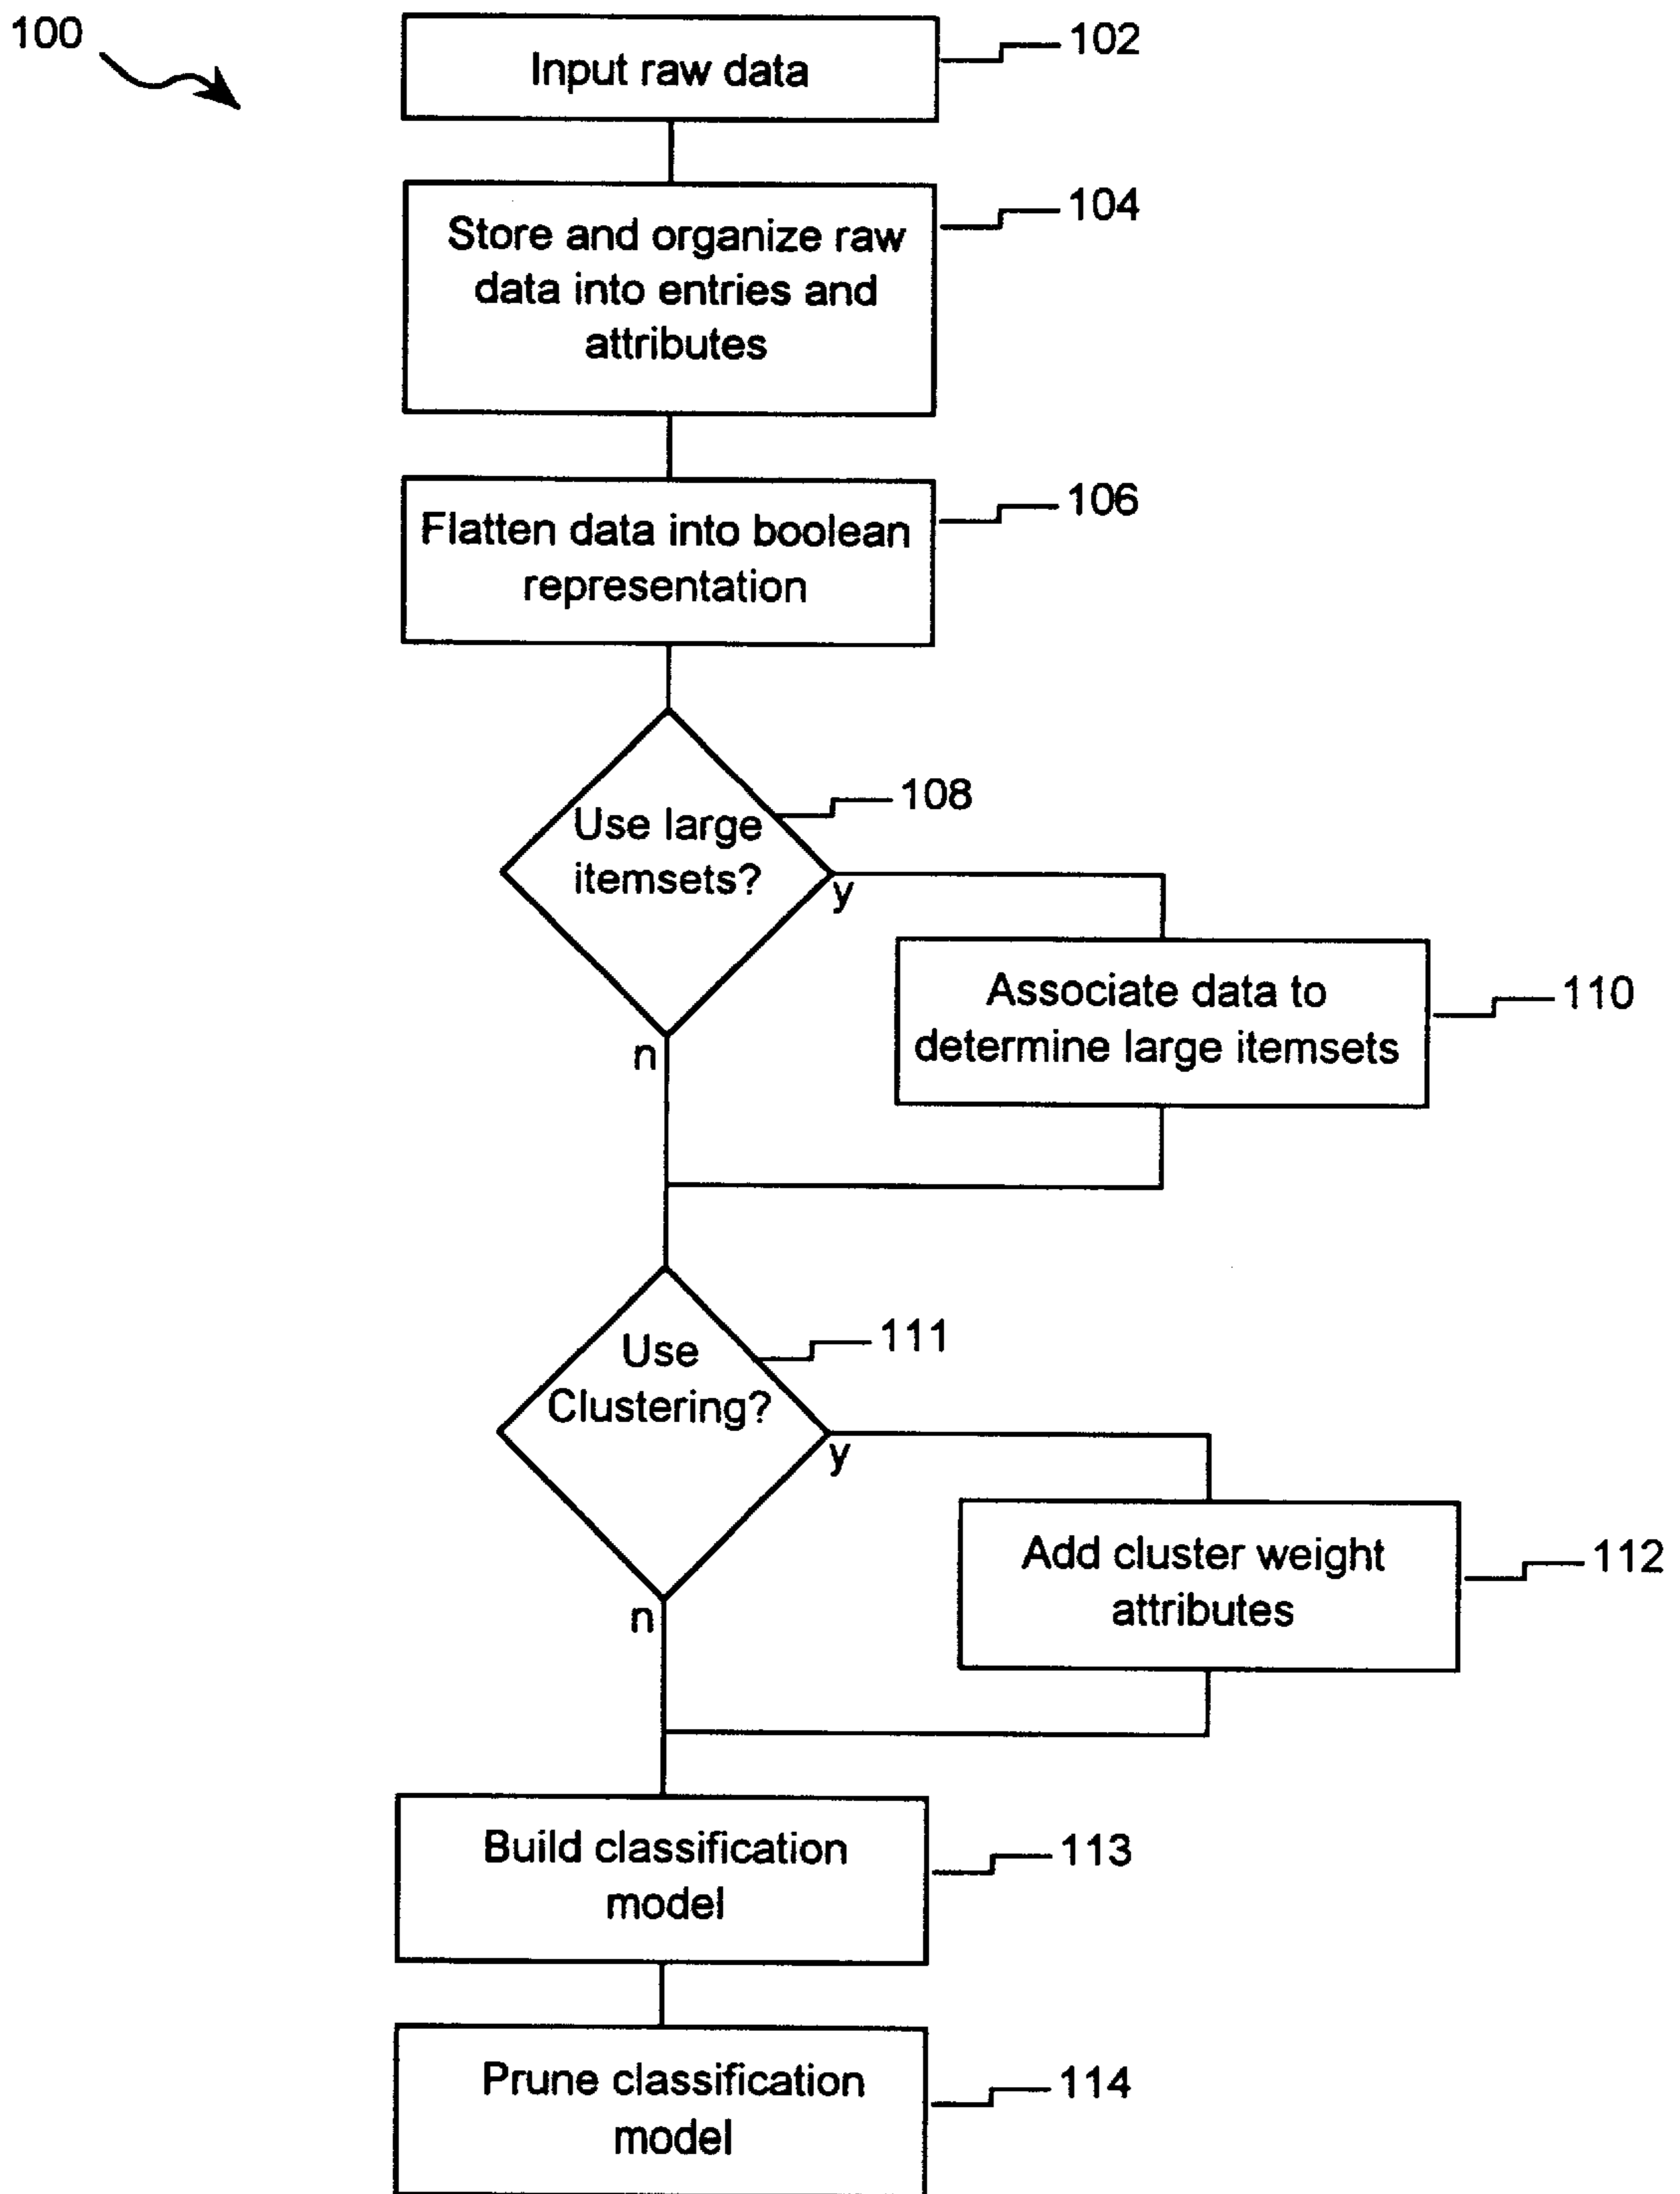 100
Input raw data
102
Store and organize raw
data into entries and
attributes
104
Flatten data into boolean
representation
106
Use large
itemsets?
108
y
n
Associate data to
determine large itemsets
110
Use
Clustering?
111
y
n
Add cluster weight
attributes
112
Build classification
model
113
Prune classification
model
114